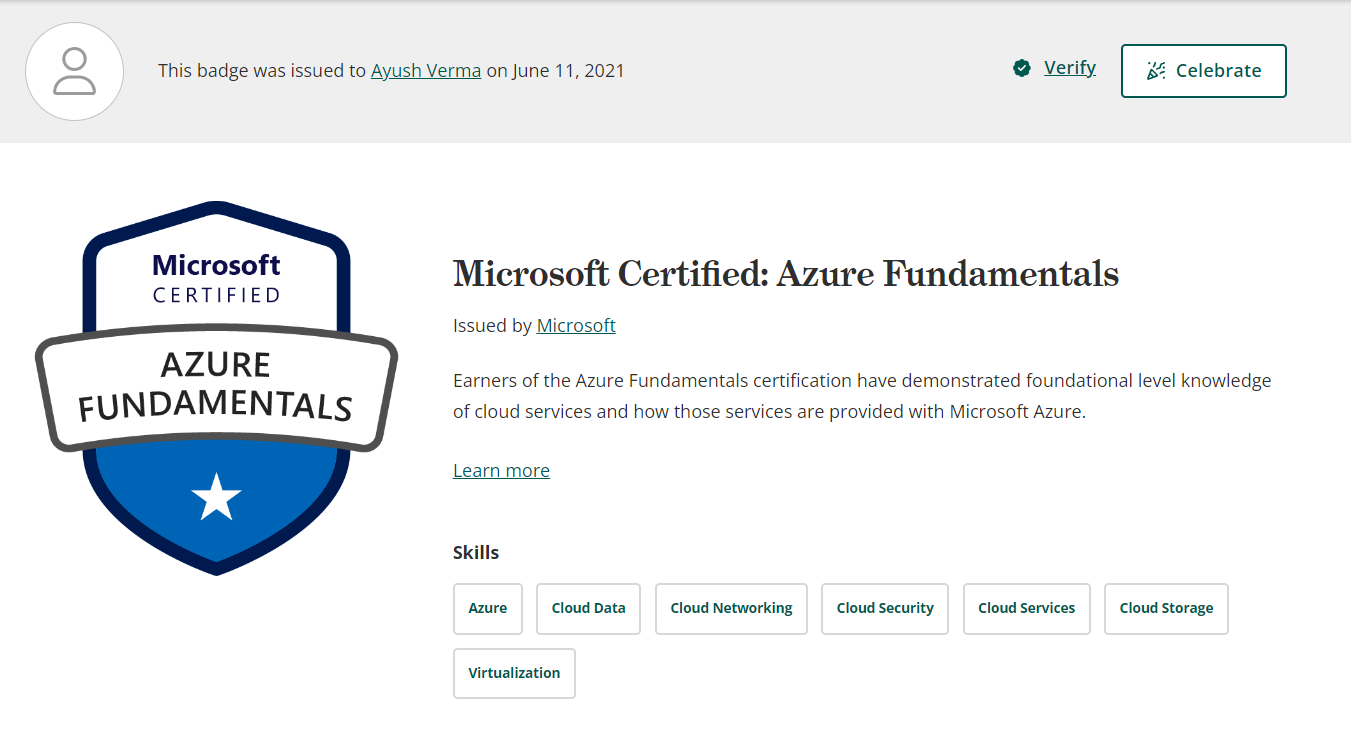 This badge was issued to Ayush Verma on June 11, 2021
Verify
Celebrate
Microsoft
CERTIFIED
AZURE
FUNDAMENTALS
Microsoft Certified: Azure Fundamentals
Issued by Microsoft
Earners of the Azure Fundamentals certification have demonstrated foundational level knowledge
of cloud services and how those services are provided with Microsoft Azure.
Learn more
Skills
Azure
Cloud Data
Cloud Networking
Cloud Security
Cloud Services
Cloud Storage
Virtualization